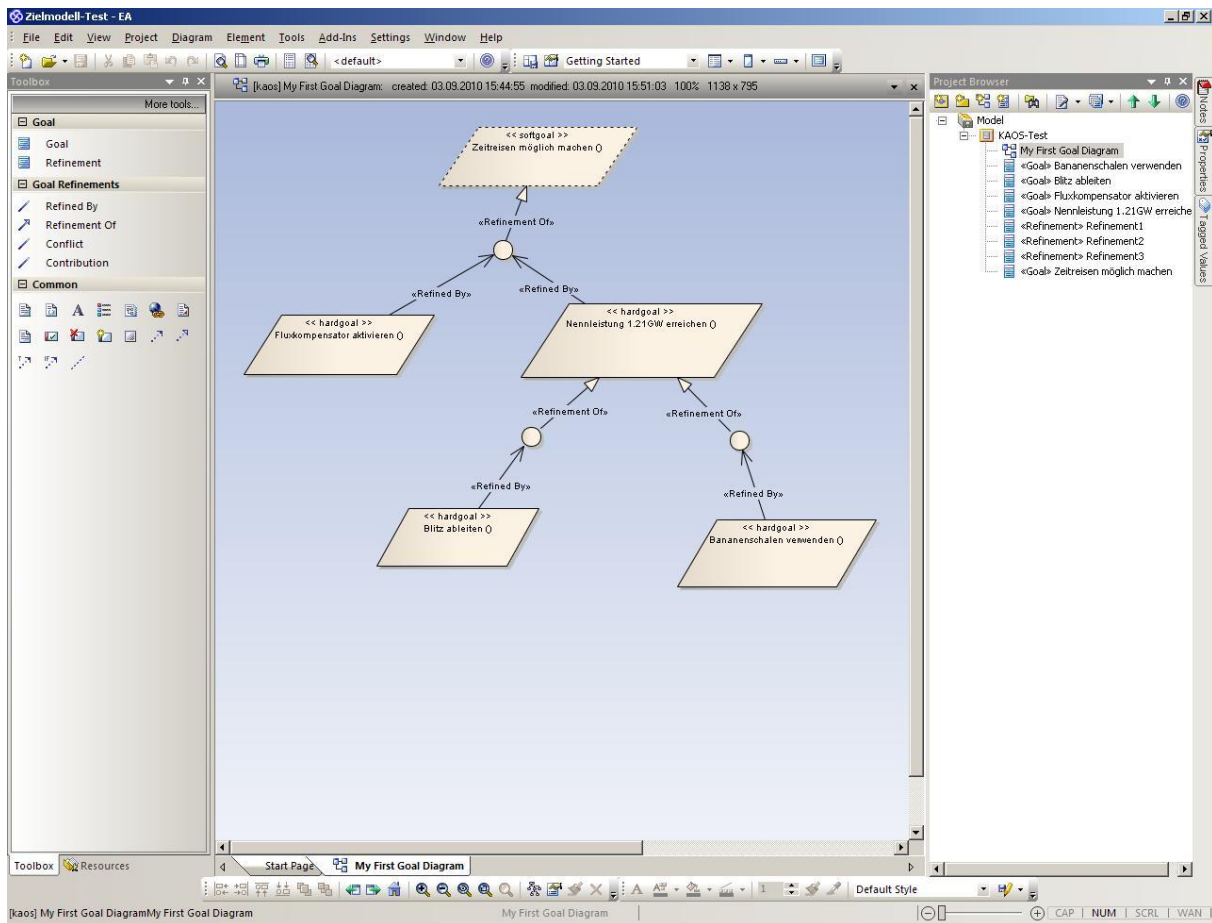 Zielmodell-Test - EA
File Edit View Project Diagram Element Tools Add-Ins Settings Window Help
<default>
Getting Started
Toolbox
More tools...
Goal
Goal
Refinement
Goal Refinements
Refined By
Refinement Of
Conflict
Contribution
Common
Toolbox
Resources
[kaos] My First Goal Diagram: created: 03.09.2010 15:44:55 modified: 03.09.2010 15:51:03 100% 1138 x 795
<< softgoal >>
Zeitreisen möglich machen ()
«Refinement Of»
«Refined By»
«Refined By»
<< hardgoal >>
Fluxkompensator aktivieren ()
<< hardgoal >>
Nennleistung 1.21GW erreichen ()
«Refinement Of»
«Refinement Of»
«Refined By»
«Refined By»
<< hardgoal >>
Blitz ableiten ()
<< hardgoal >>
Bananenschalen verwenden ()
Start Page
My First Goal Diagram
Project Browser
Model
KAOS-Test
My First Goal Diagram
«Goal» Bananenschalen verwenden
«Goal» Blitz ableiten
«Goal» Fluxkompensator aktivieren
«Goal» Nennleistung 1.21GW erreiche
«Refinement» Refinement1
«Refinement» Refinement2
«Refinement» Refinement3
«Goal» Zeitreisen möglich machen
Notes
Properties
Tagged Values
A
1
Default Style
[kaos] My First Goal DiagramMy First Goal Diagram
My First Goal Diagram
CAP NUM SCRL WAN